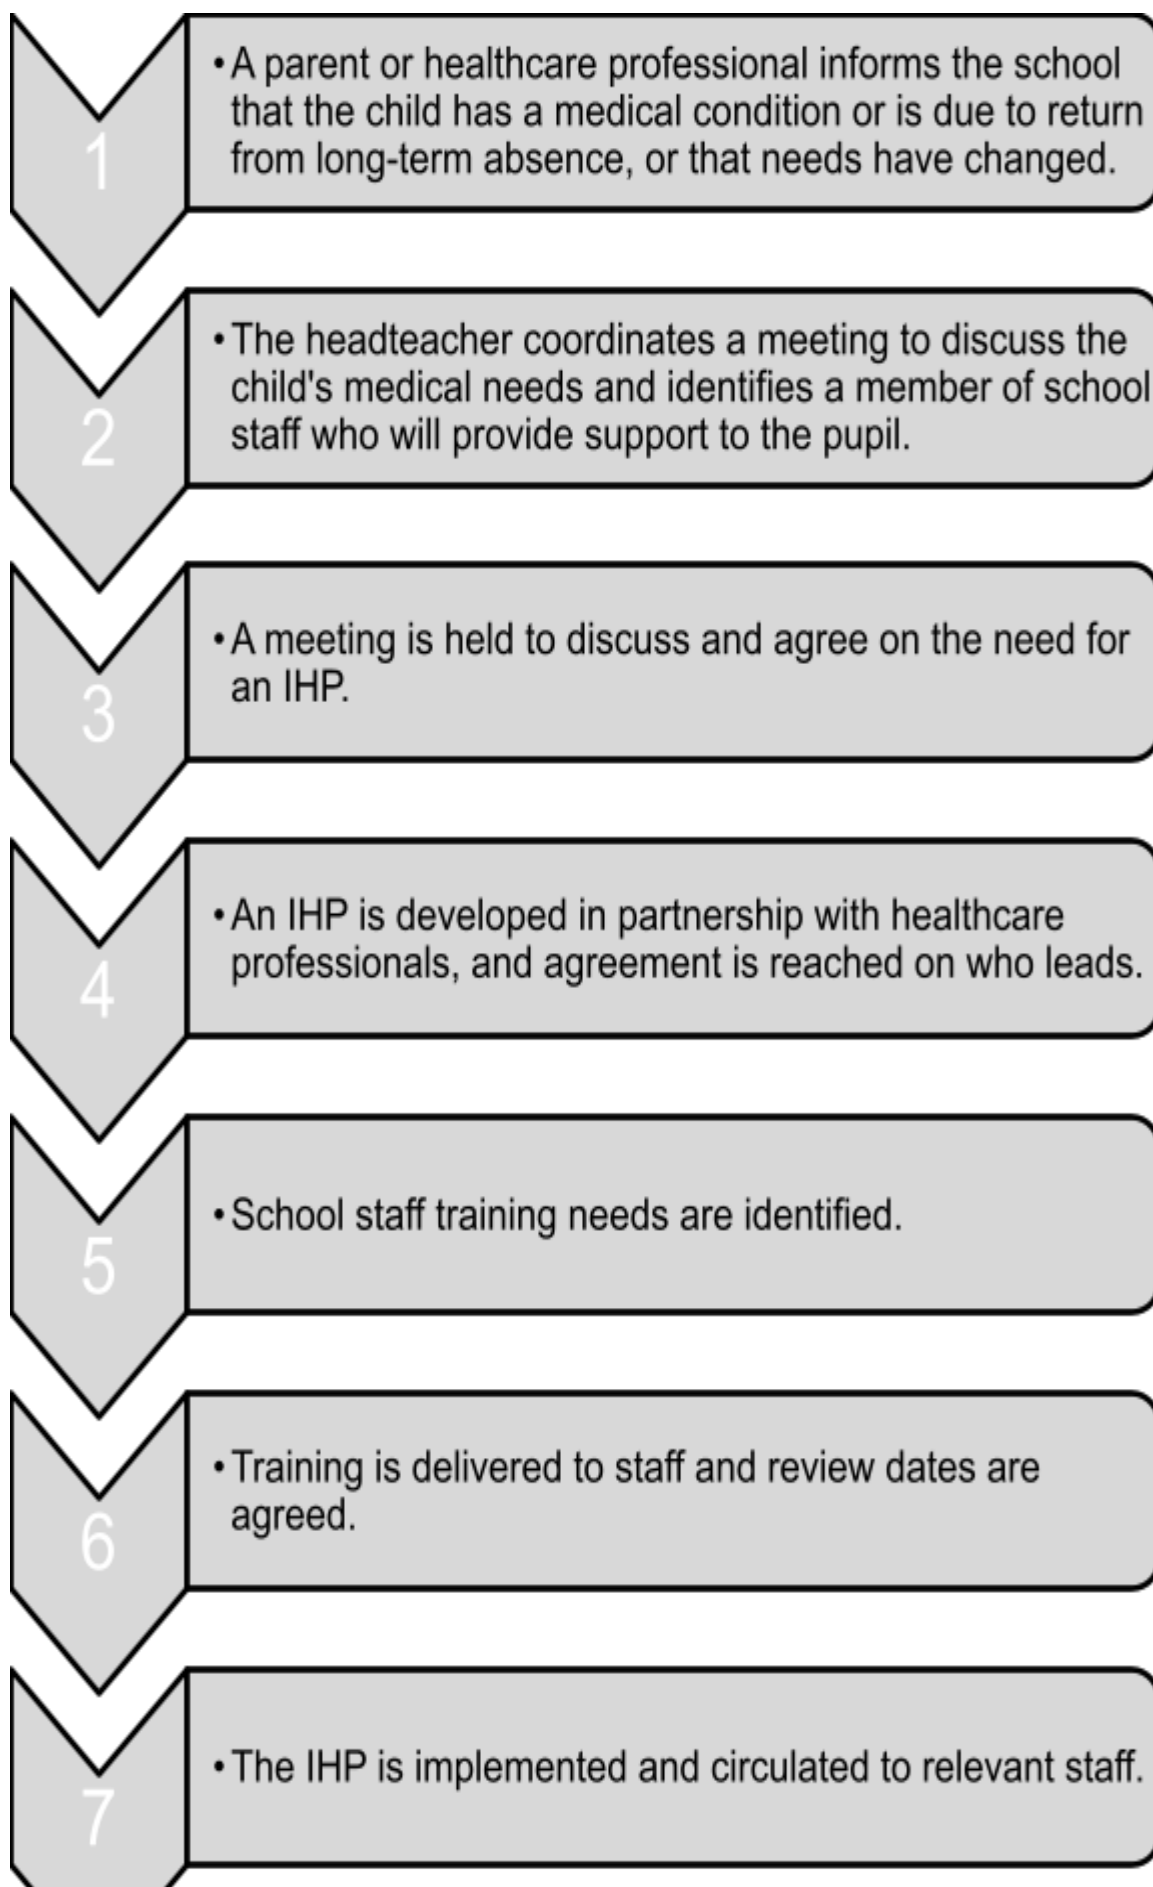 • A parent or healthcare professional informs the school
that the child has a medical condition or is due to return
from long-term absence, or that needs have changed.
1
• The headteacher coordinates a meeting to discuss the
child's medical needs and identifies a member of school
staff who will provide support to the pupil.
2
• A meeting is held to discuss and agree on the need for
an IHP.
3
• An IHP is developed in partnership with healthcare
professionals, and agreement is reached on who leads.
4
• School staff training needs are identified.
5
• Training is delivered to staff and review dates are
agreed.
6
• The IHP is implemented and circulated to relevant staff.
7